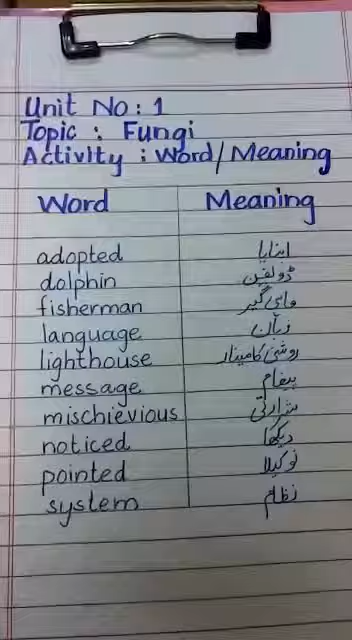 Unit No: 1
Topic : Fungi
Activity : Word/Meaning
Word Meaning
adopted اپنایا
dolphin ڈولفن
fisherman ماہی گیر
language زبان
lighthouse روشنی کا مینار
message پیغام
mischievious شرارتی
noticed دیکھا
pointed نوکیلا
system نظام